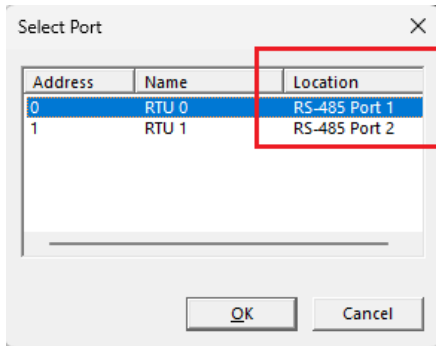 Select Port
Address Name Location
0 RTU 0 RS-485 Port 1
1 RTU 1 RS-485 Port 2
OK Cancel